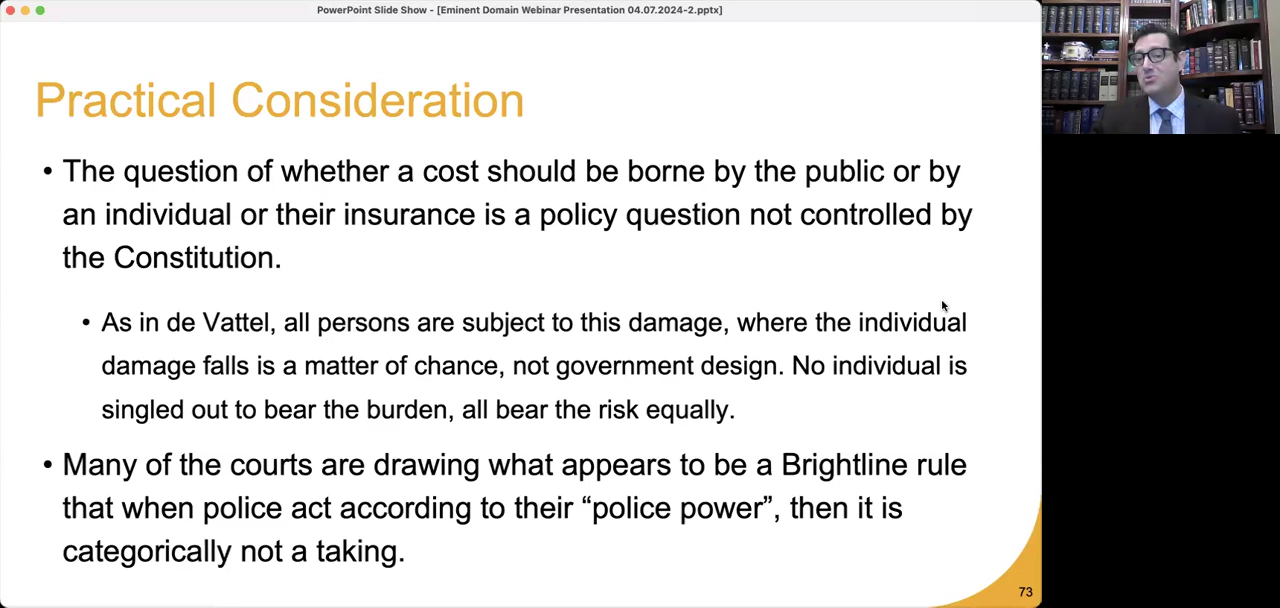 PowerPoint Slide Show - [Eminent Domain Webinar Presentation 04.07.2024-2.pptx]
Practical Consideration
• The question of whether a cost should be borne by the public or by
an individual or their insurance is a policy question not controlled by
the Constitution.
• As in de Vattel, all persons are subject to this damage, where the individual
damage falls is a matter of chance, not government design. No individual is
singled out to bear the burden, all bear the risk equally.
• Many of the courts are drawing what appears to be a Brightline rule
that when police act according to their “police power”, then it is
categorically not a taking.
73